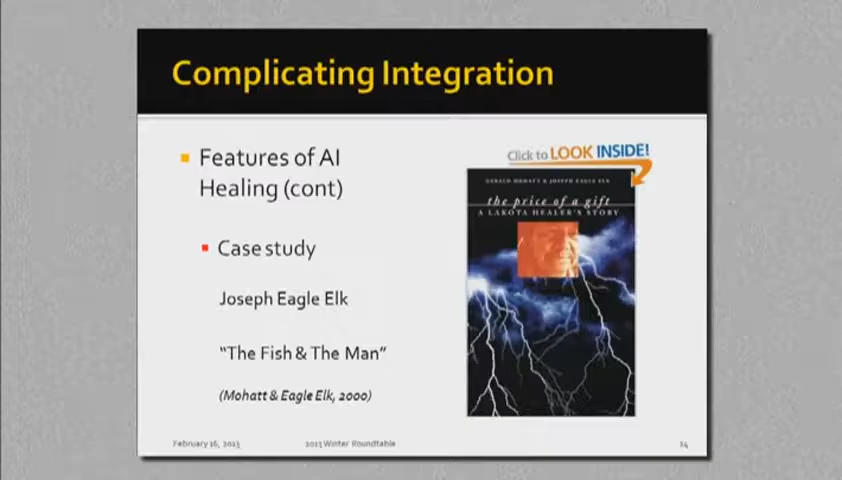 Complicating Integration
Features of AI
Healing (cont)
Case study
Joseph Eagle Elk
"The Fish & The Man"
(Mohatt & Eagle Elk, 2000)
Click to LOOK INSIDE!
GERALD MOHATT & JOSEPH EAGLE ELK
the price of a gift
A LAKOTA HEALER'S STORY
February 16, 2013
2013 Winter Roundtable
24